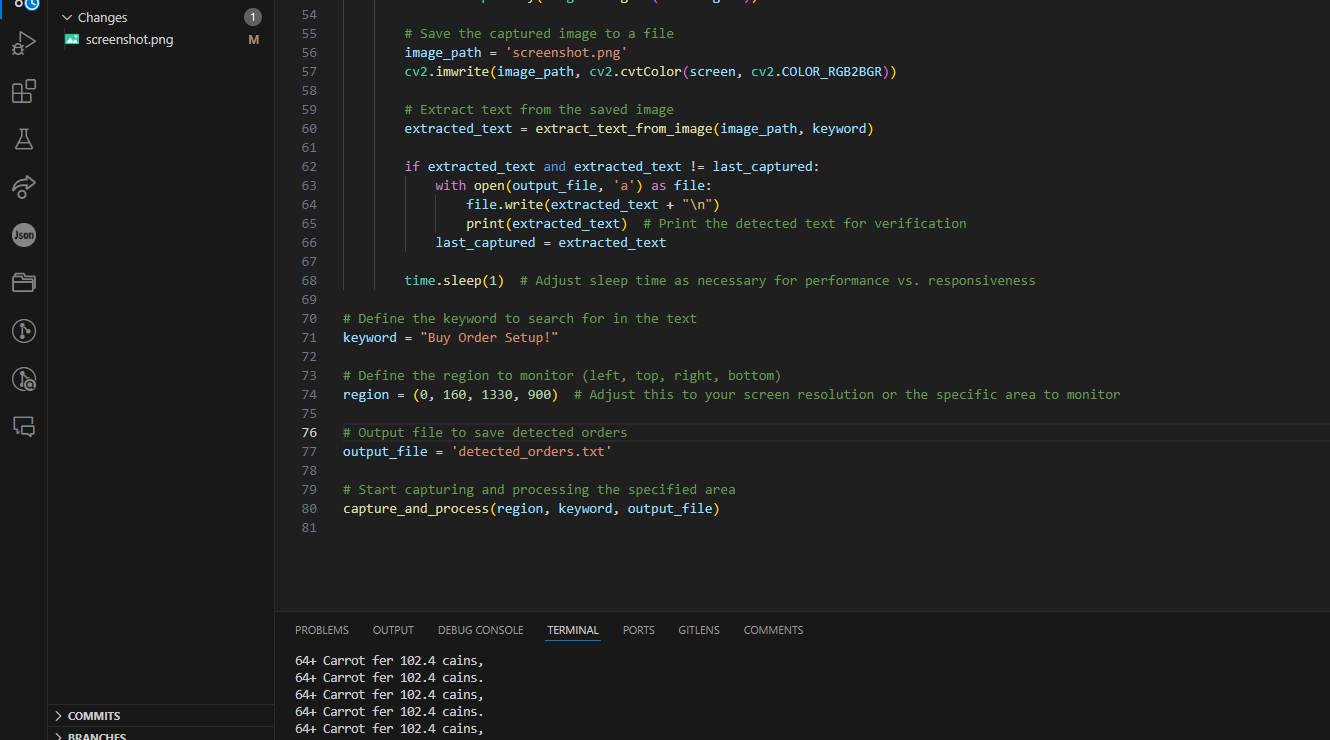 Changes 1
screenshot.png M
Json
COMMITS
BRANCHES
54
55 # Save the captured image to a file
56 image_path = 'screenshot.png'
57 cv2.imwrite(image_path, cv2.cvtColor(screen, cv2.COLOR_RGB2BGR))
58
59 # Extract text from the saved image
60 extracted_text = extract_text_from_image(image_path, keyword)
61
62 if extracted_text and extracted_text != last_captured:
63 with open(output_file, 'a') as file:
64 file.write(extracted_text + "\n")
65 print(extracted_text)  # Print the detected text for verification
66 last_captured = extracted_text
67
68 time.sleep(1)  # Adjust sleep time as necessary for performance vs. responsiveness
69
70 # Define the keyword to search for in the text
71 keyword = "Buy Order Setup!"
72
73 # Define the region to monitor (left, top, right, bottom)
74 region = (0, 160, 1330, 900)  # Adjust this to your screen resolution or the specific area to monitor
75
76 # Output file to save detected orders
77 output_file = 'detected_orders.txt'
78
79 # Start capturing and processing the specified area
80 capture_and_process(region, keyword, output_file)
81
PROBLEMS OUTPUT DEBUG CONSOLE TERMINAL PORTS GITLENS COMMENTS
64+ Carrot fer 102.4 cains,
64+ Carrot fer 102.4 cains.
64+ Carrot fer 102.4 cains,
64+ Carrot fer 102.4 cains.
64+ Carrot fer 102.4 cains,